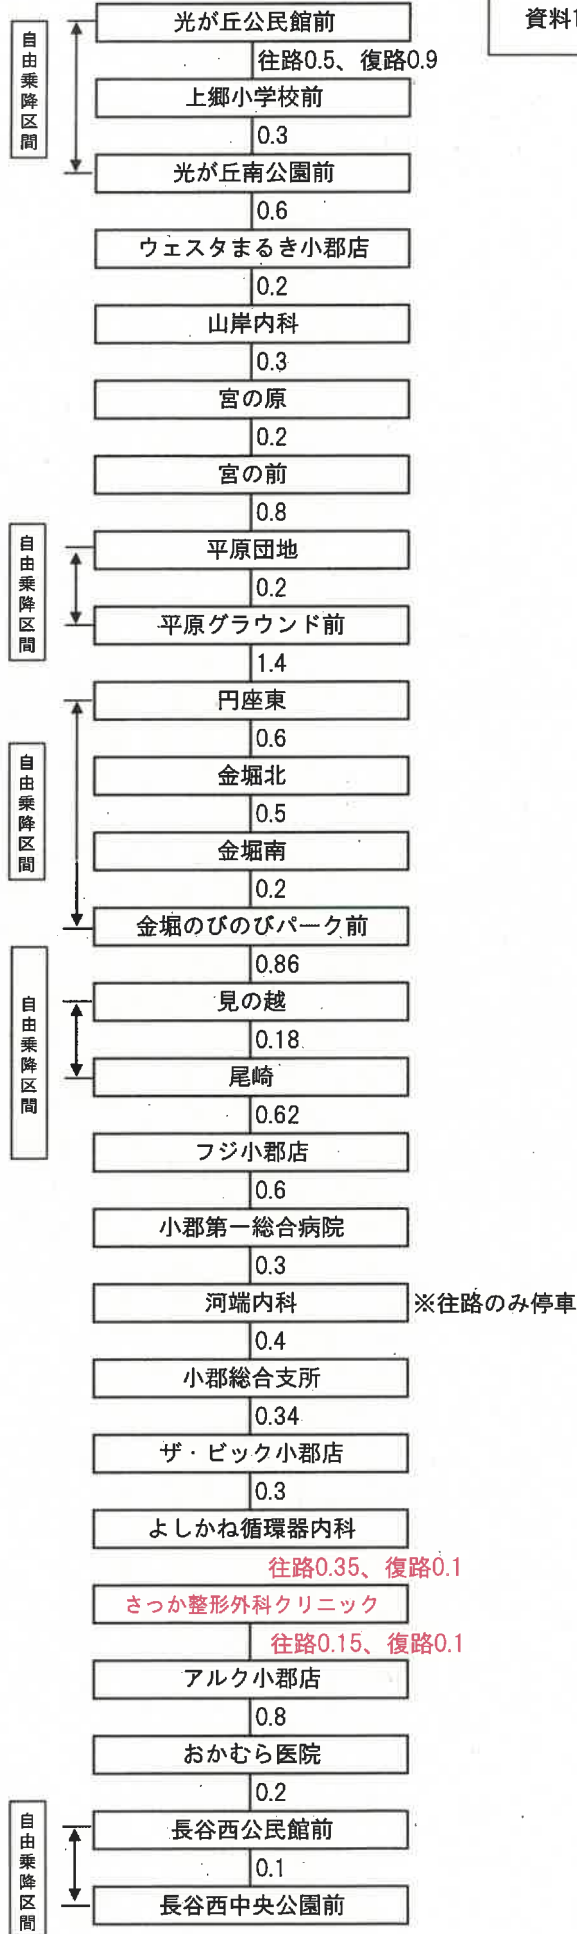 資料1
光が丘公民館前
自由乗降区間
往路0.5、復路0.9
上郷小学校前
0.3
光が丘南公園前
0.6
ウェスタまるき小郡店
0.2
山岸内科
0.3
宮の原
0.2
宮の前
0.8
自由乗降区間
平原団地
0.2
平原グラウンド前
1.4
円座東
0.6
自由乗降区間
金堀北
0.5
金堀南
0.2
金堀のびのびパーク前
0.86
自由乗降区間
見の越
0.18
尾崎
0.62
フジ小郡店
0.6
小郡第一総合病院
0.3
河端内科 ※往路のみ停車
0.4
小郡総合支所
0.34
ザ・ビック小郡店
0.3
よしかね循環器内科
往路0.35、復路0.1
さっか整形外科クリニック
往路0.15、復路0.1
アルク小郡店
0.8
おかむら医院
0.2
自由乗降区間
長谷西公民館前
0.1
長谷西中央公園前